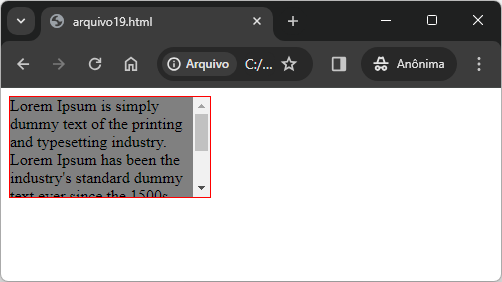 arquivo19.html
Arquivo
C:/...
Anônima
Lorem Ipsum is simply
dummy text of the printing
and typesetting industry.
Lorem Ipsum has been the
industry's standard dummy
text ever since the 1500s